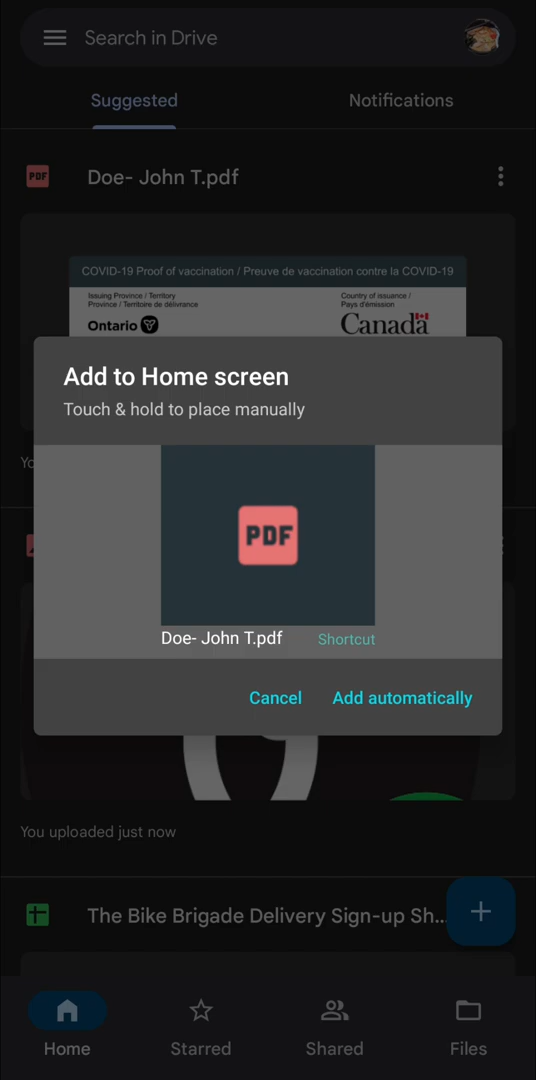 Search in Drive
Suggested
Notifications
PDF
Doe- John T.pdf
COVID-19 Proof of vaccination / Preuve de vaccination contre la COVID-19
Issuing Province / Territory
Province / Territoire de délivrance
Country of issuance /
Pays d'émission
Ontario
Canada
Add to Home screen
Touch & hold to place manually
PDF
Doe- John T.pdf
Shortcut
Cancel
Add automatically
You uploaded just now
The Bike Brigade Delivery Sign-up Sh...
Home
Starred
Shared
Files